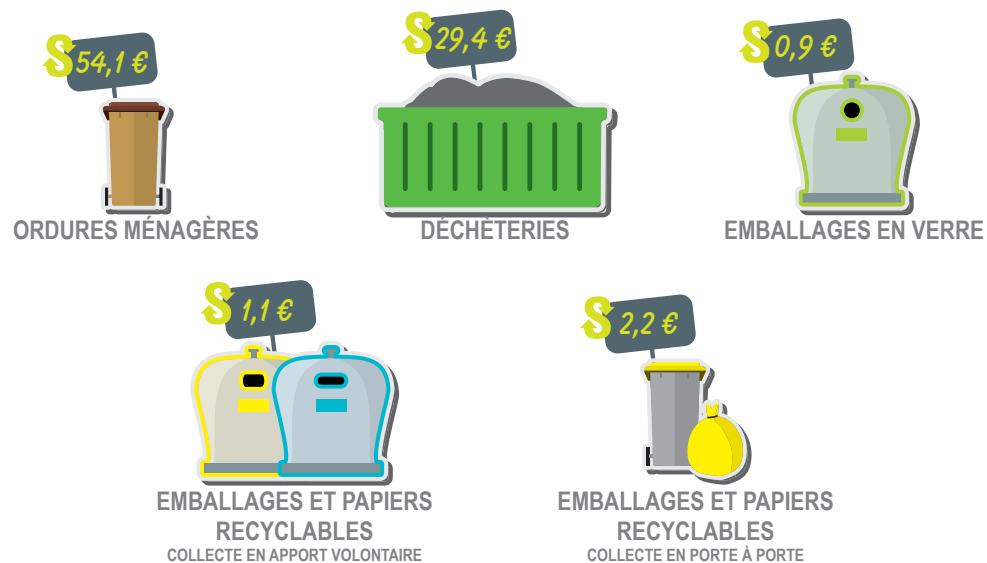 54,1 €
ORDURES MÉNAGÈRES
29,4 €
DÉCHÈTERIES
0,9 €
EMBALLAGES EN VERRE
1,1 €
EMBALLAGES ET PAPIERS
RECYCLABLES
COLLECTE EN APPORT VOLONTAIRE
2,2 €
EMBALLAGES ET PAPIERS
RECYCLABLES
COLLECTE EN PORTE À PORTE